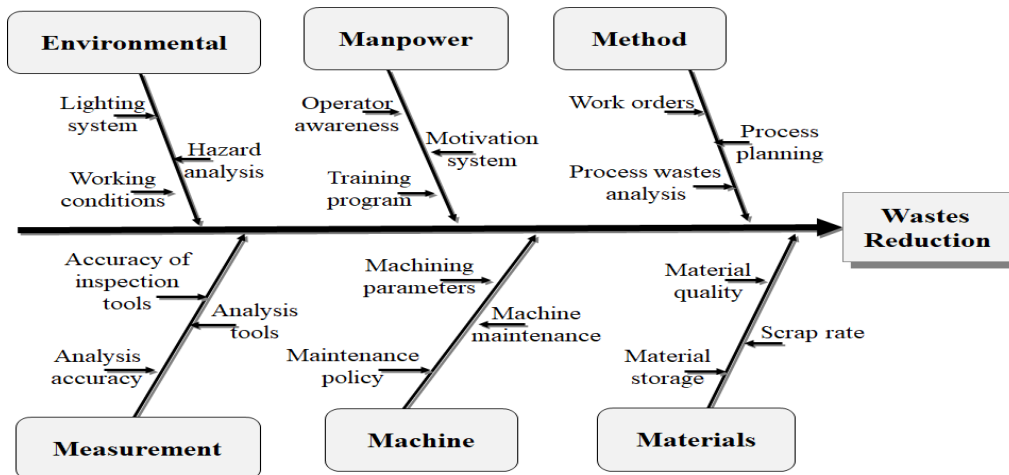 Environmental
Manpower
Method
Lighting
system
Hazard
analysis
Working
conditions
Operator
awareness
Motivation
system
Training
program
Work orders
Process
planning
Process wastes
analysis
Wastes
Reduction
Accuracy of
inspection
tools
Analysis
tools
Analysis
accuracy
Machining
parameters
Machine
maintenance
Maintenance
policy
Material
quality
Scrap rate
Material
storage
Measurement
Machine
Materials